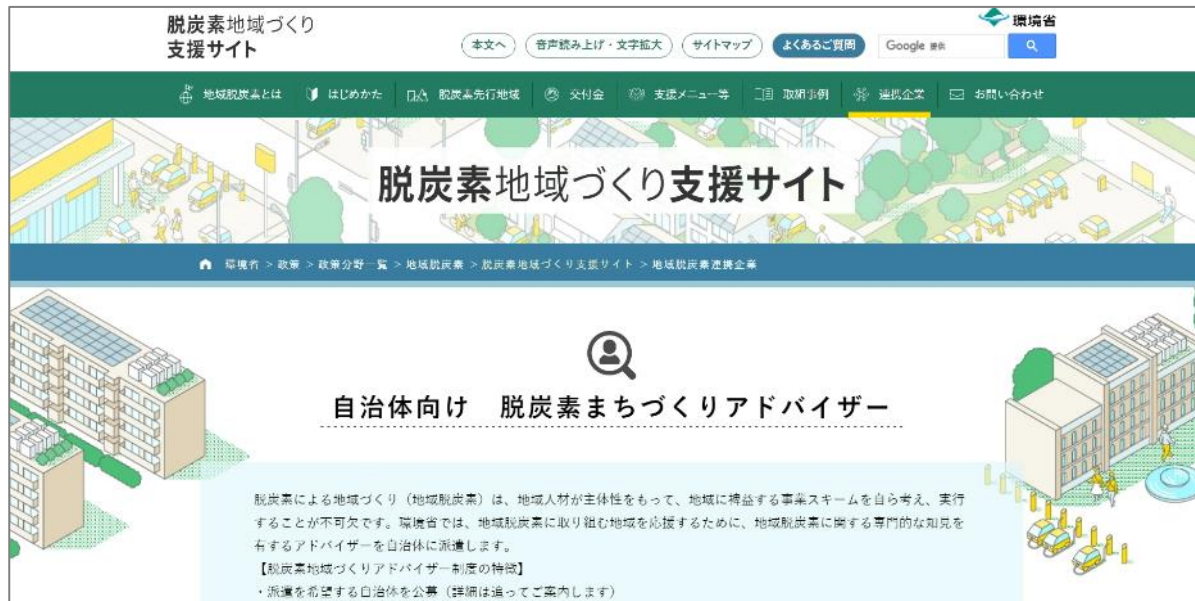 脱炭素地域づくり
支援サイト
環境省
本文へ
音声読み上げ・文字拡大
サイトマップ
よくあるご質問
Google 提供
地域脱炭素とは
はじめかた
脱炭素先行地域
交付金
支援メニュー等
取組事例
連携企業
お問い合わせ
脱炭素地域づくり支援サイト
環境省 > 政策 > 政策分野一覧 > 地域脱炭素 > 脱炭素地域づくり支援サイト > 地域脱炭素連携企業
自治体向け　脱炭素まちづくりアドバイザー
脱炭素による地域づくり（地域脱炭素）は、地域人材が主体性をもって、地域に裨益する事業スキームを自ら考え、実行
することが不可欠です。環境省では、地域脱炭素に取り組む地域を応援するために、地域脱炭素に関する専門的な知見を
有するアドバイザーを自治体に派遣します。
【脱炭素地域づくりアドバイザー制度の特徴】
・派遣を希望する自治体を公募（詳細は追ってご案内します）